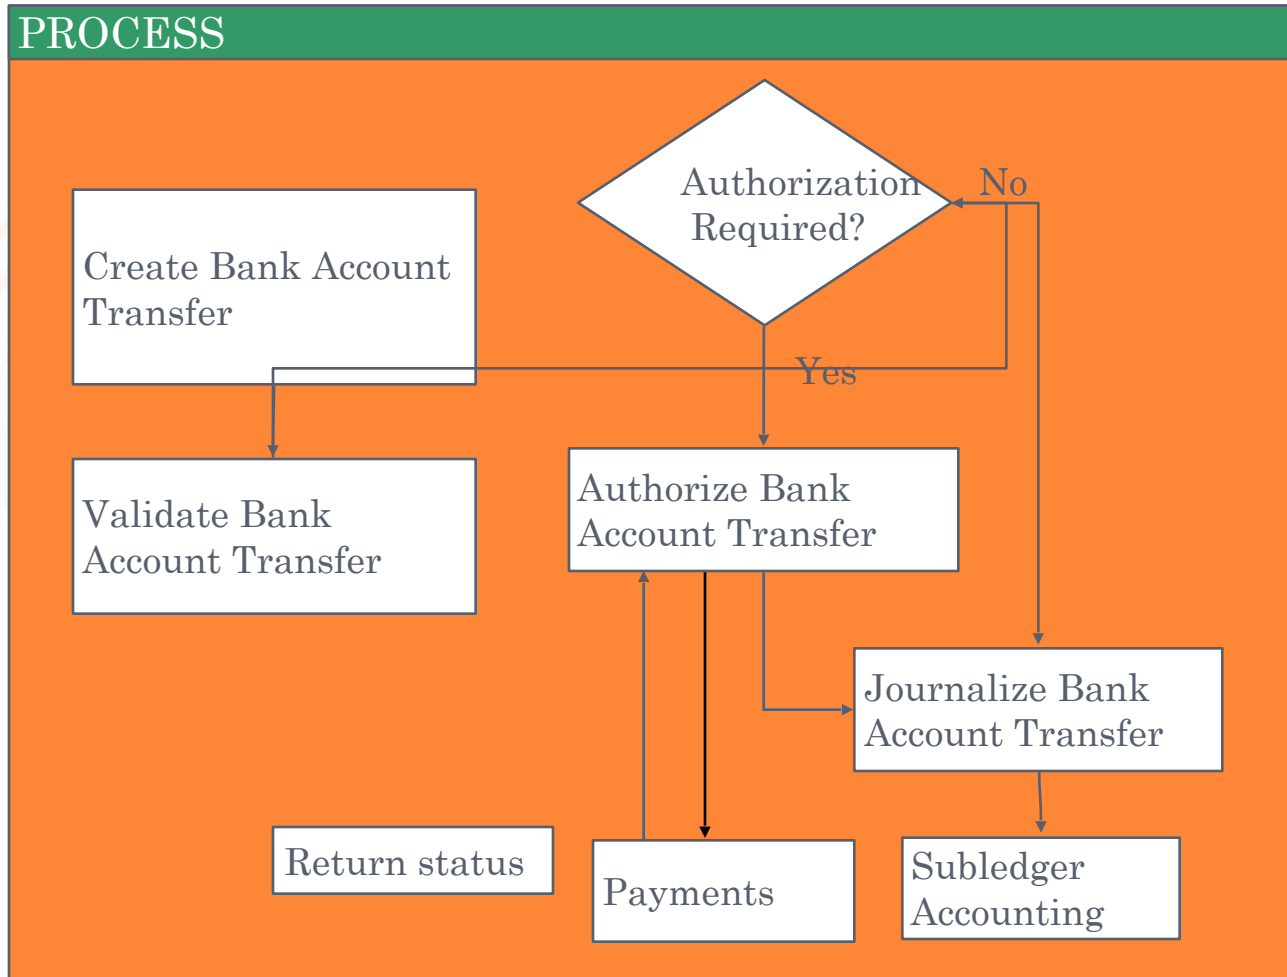 PROCESS
Authorization
Required?
No
Create Bank Account
Transfer
Yes
Validate Bank
Account Transfer
Authorize Bank
Account Transfer
Journalize Bank
Account Transfer
Return status
Payments
Subledger
Accounting